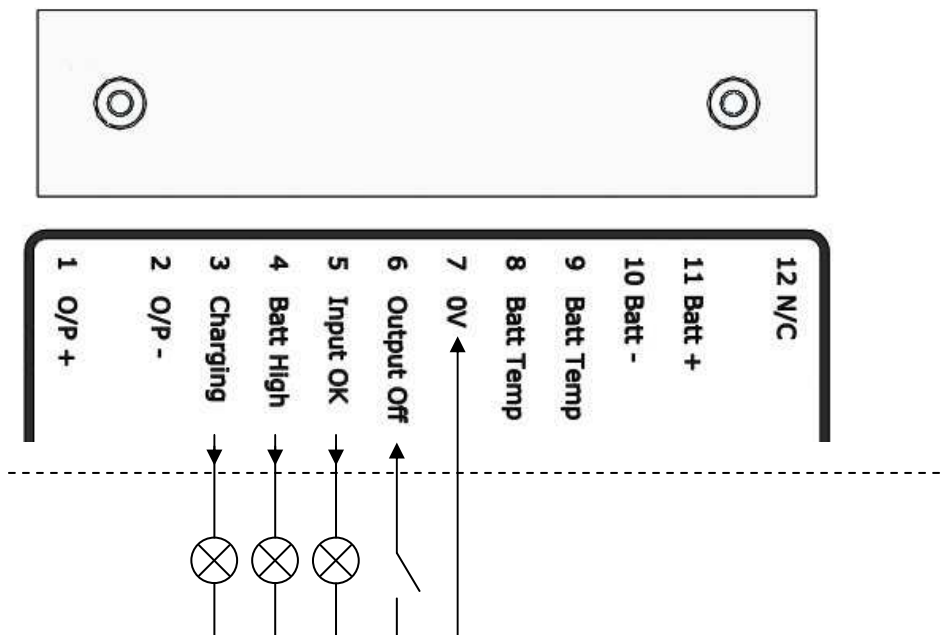 1 O/P +
2 O/P -
3 Charging
4 Batt High
5 Input OK
6 Output Off
7 0V
8 Batt Temp
9 Batt Temp
10 Batt -
11 Batt +
12 N/C